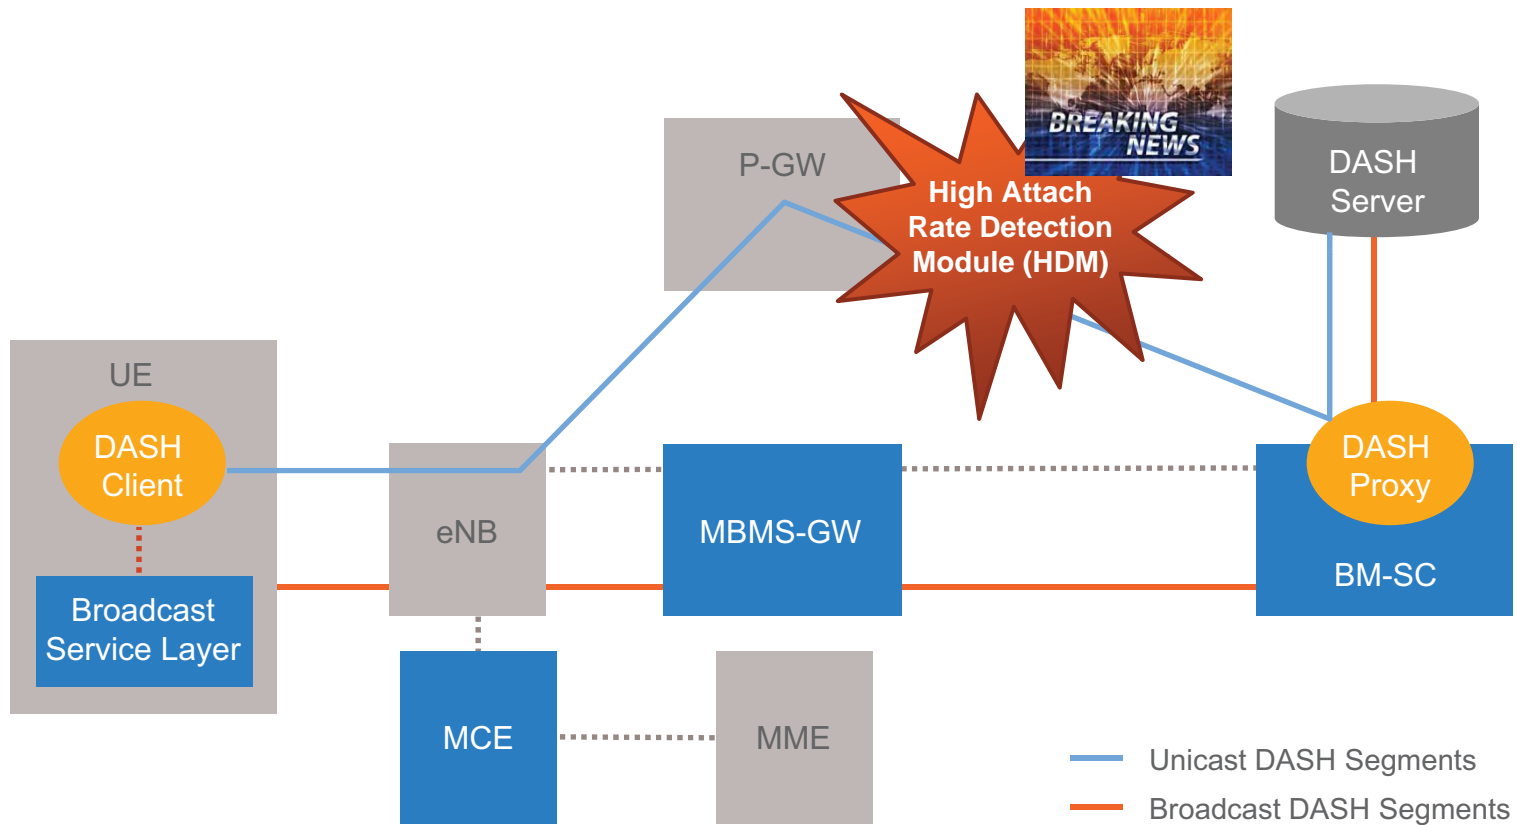 BREAKING
NEWS
P-GW
DASH
Server
High Attach
Rate Detection
Module (HDM)
UE
DASH
Client
DASH
Proxy
eNB
MBMS-GW
BM-SC
Broadcast
Service Layer
MCE
MME
Unicast DASH Segments
Broadcast DASH Segments